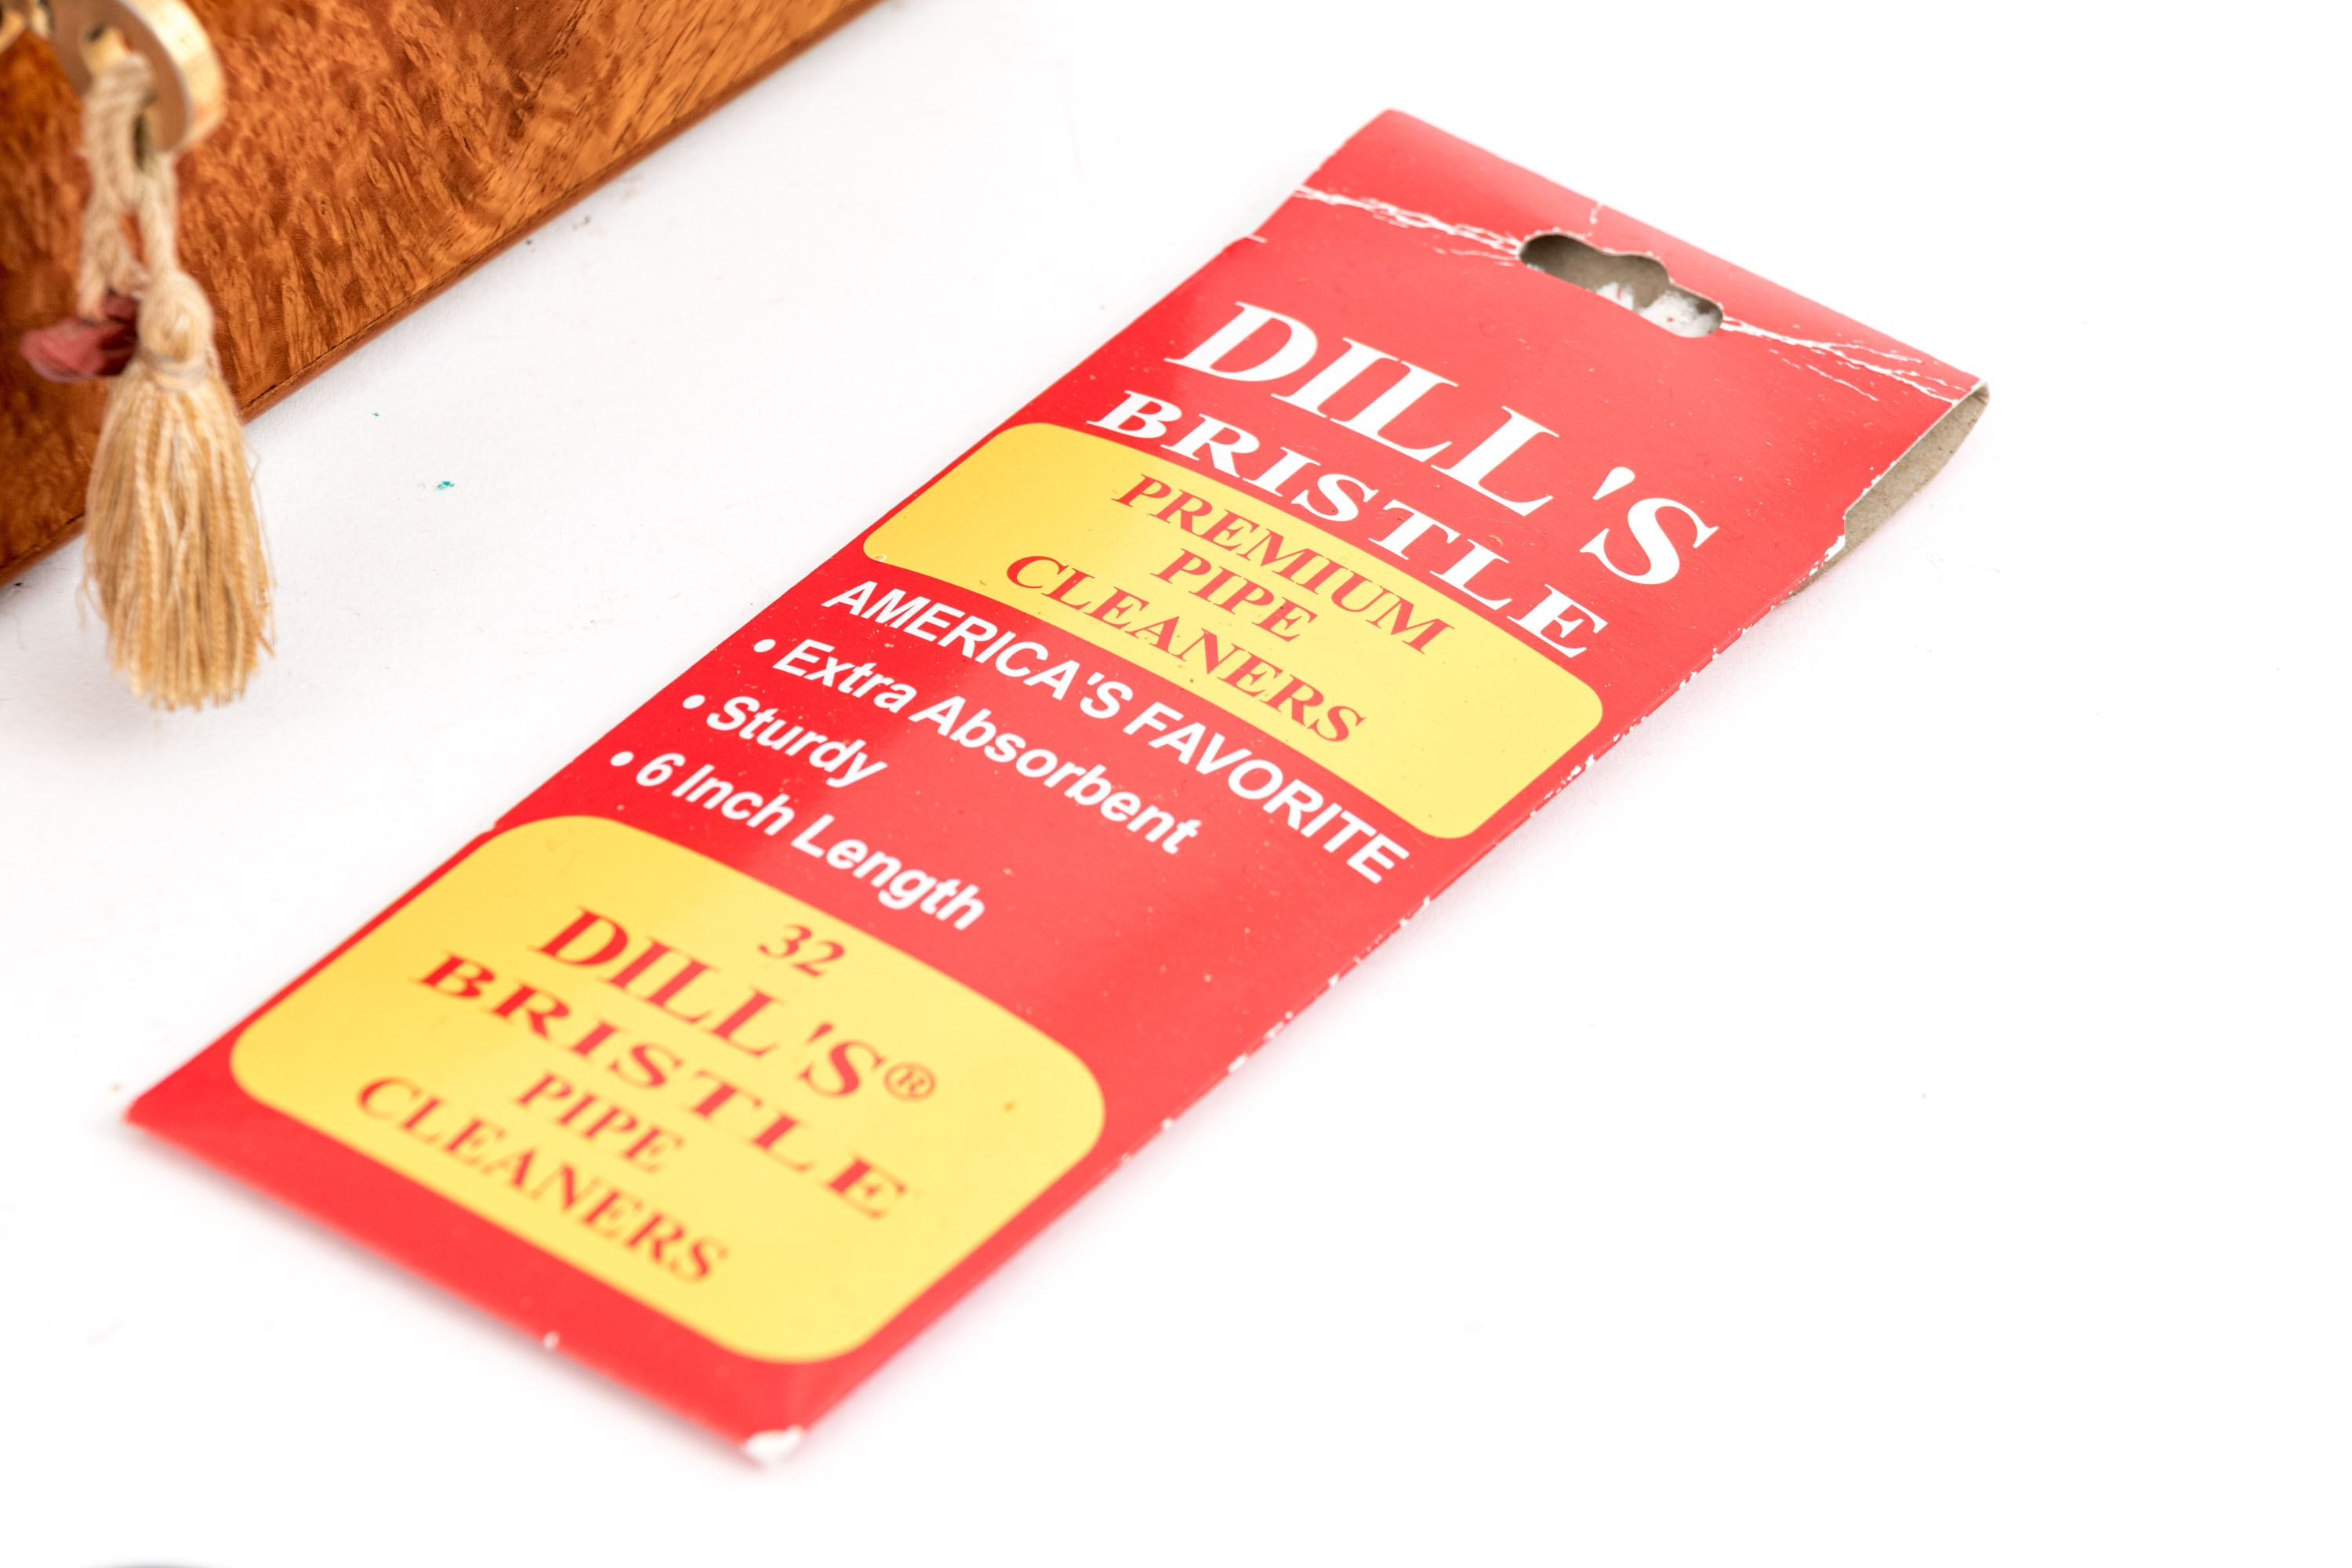 DILL'S
BRISTLE
PREMIUM
PIPE
CLEANERS
AMERICA'S FAVORITE
• Extra Absorbent
• Sturdy
• 6 Inch Length
32
DILL'S®
BRISTLE
PIPE
CLEANERS